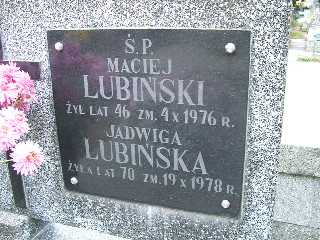 Ś.P.
MACIEJ
LUBIŃSKI
ŻYŁ LAT 46 ZM. 4 X 1976 R.
JADWIGA
LUBIŃSKA
ŻYŁA LAT 70 ZM. 19 X 1978 R.